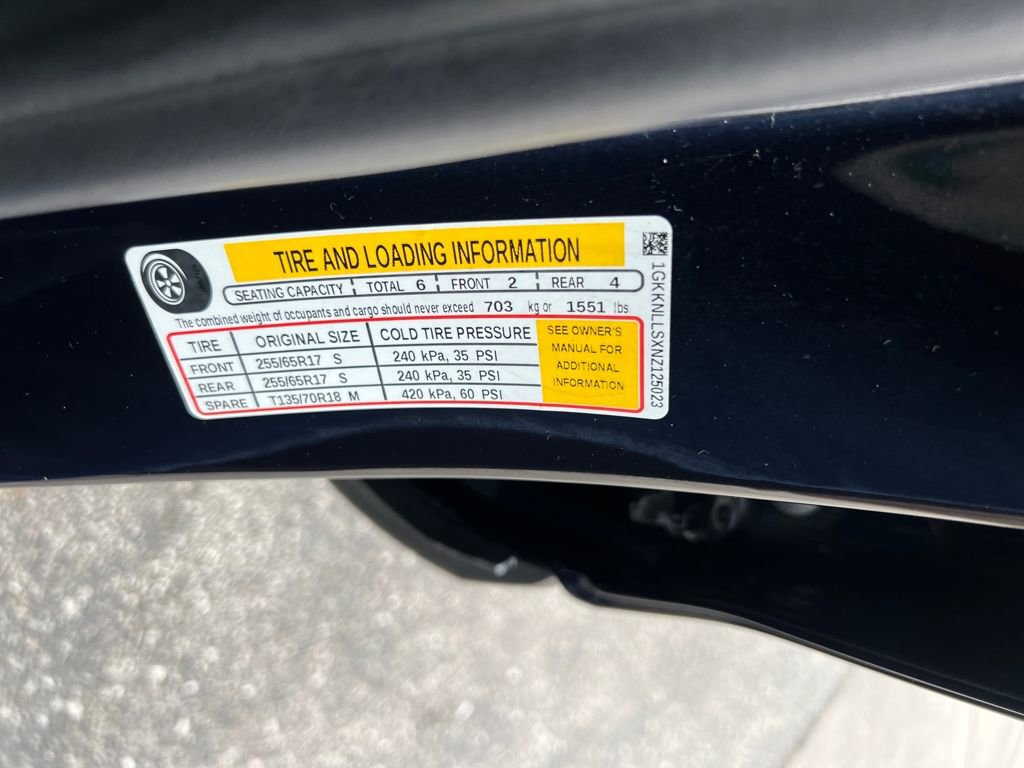 TIRE AND LOADING INFORMATION
SEATING CAPACITY TOTAL 6 FRONT 2 REAR 4
The combined weight of occupants and cargo should never exceed 703 kg or 1551 lbs.
TIRE ORIGINAL SIZE COLD TIRE PRESSURE
FRONT 255/65R17 S 240 kPa, 35 PSI
REAR 255/65R17 S 240 kPa, 35 PSI
SPARE T135/70R18 M 420 kPa, 60 PSI
SEE OWNER'S
MANUAL FOR
ADDITIONAL
INFORMATION
1GKKNLLSXNZ125023